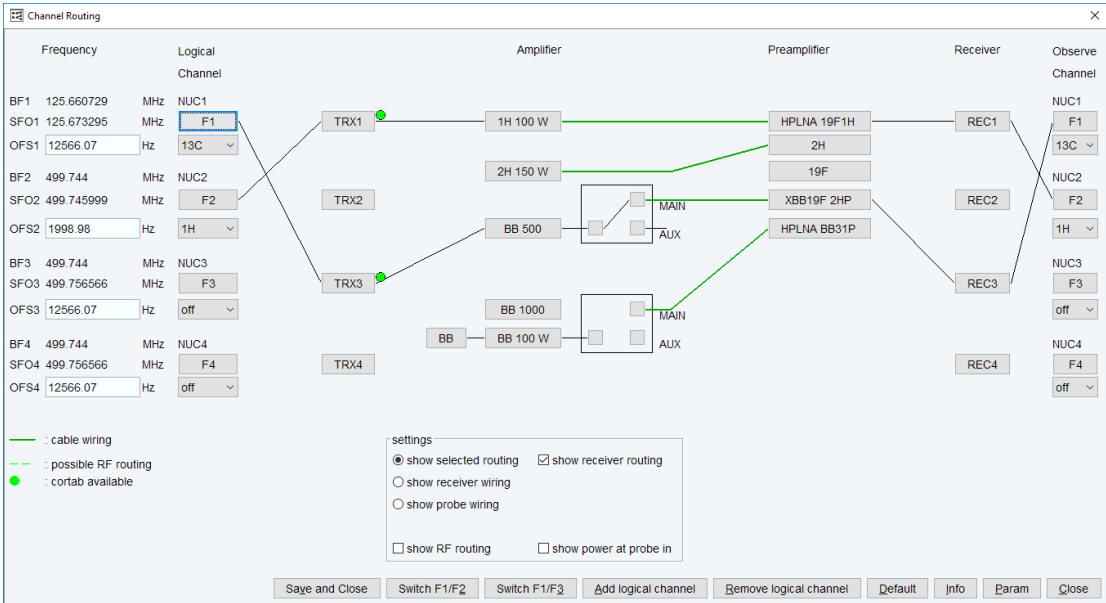 Channel Routing
Frequency Logical Channel Amplifier Preamplifier Receiver Observe Channel
BF1 125.660729 MHz NUC1 NUC1
SFO1 125.673295 MHz F1 TRX1 1H 100 W HPLNA 19F1H REC1 F1
OFS1 12566.07 Hz 13C 2H 13C
BF2 499.744 MHz NUC2 2H 150 W 19F NUC2
SFO2 499.745999 MHz F2 TRX2 MAIN XBB19F 2HP REC2 F2
OFS2 1998.98 Hz 1H BB 500 AUX HPLNA BB31P 1H
BF3 499.744 MHz NUC3 NUC3
SFO3 499.756566 MHz F3 TRX3 REC3 F3
OFS3 12566.07 Hz off BB 1000 MAIN off
BF4 499.744 MHz NUC4 BB BB 100 W AUX NUC4
SFO4 499.756566 MHz F4 TRX4 REC4 F4
OFS4 12566.07 Hz off off
: cable wiring
: possible RF routing
: cortab available
settings
show selected routing show receiver routing
show receiver wiring
show probe wiring
show RF routing show power at probe in
Save and Close Switch F1/F2 Switch F1/F3 Add logical channel Remove logical channel Default Info Param Close